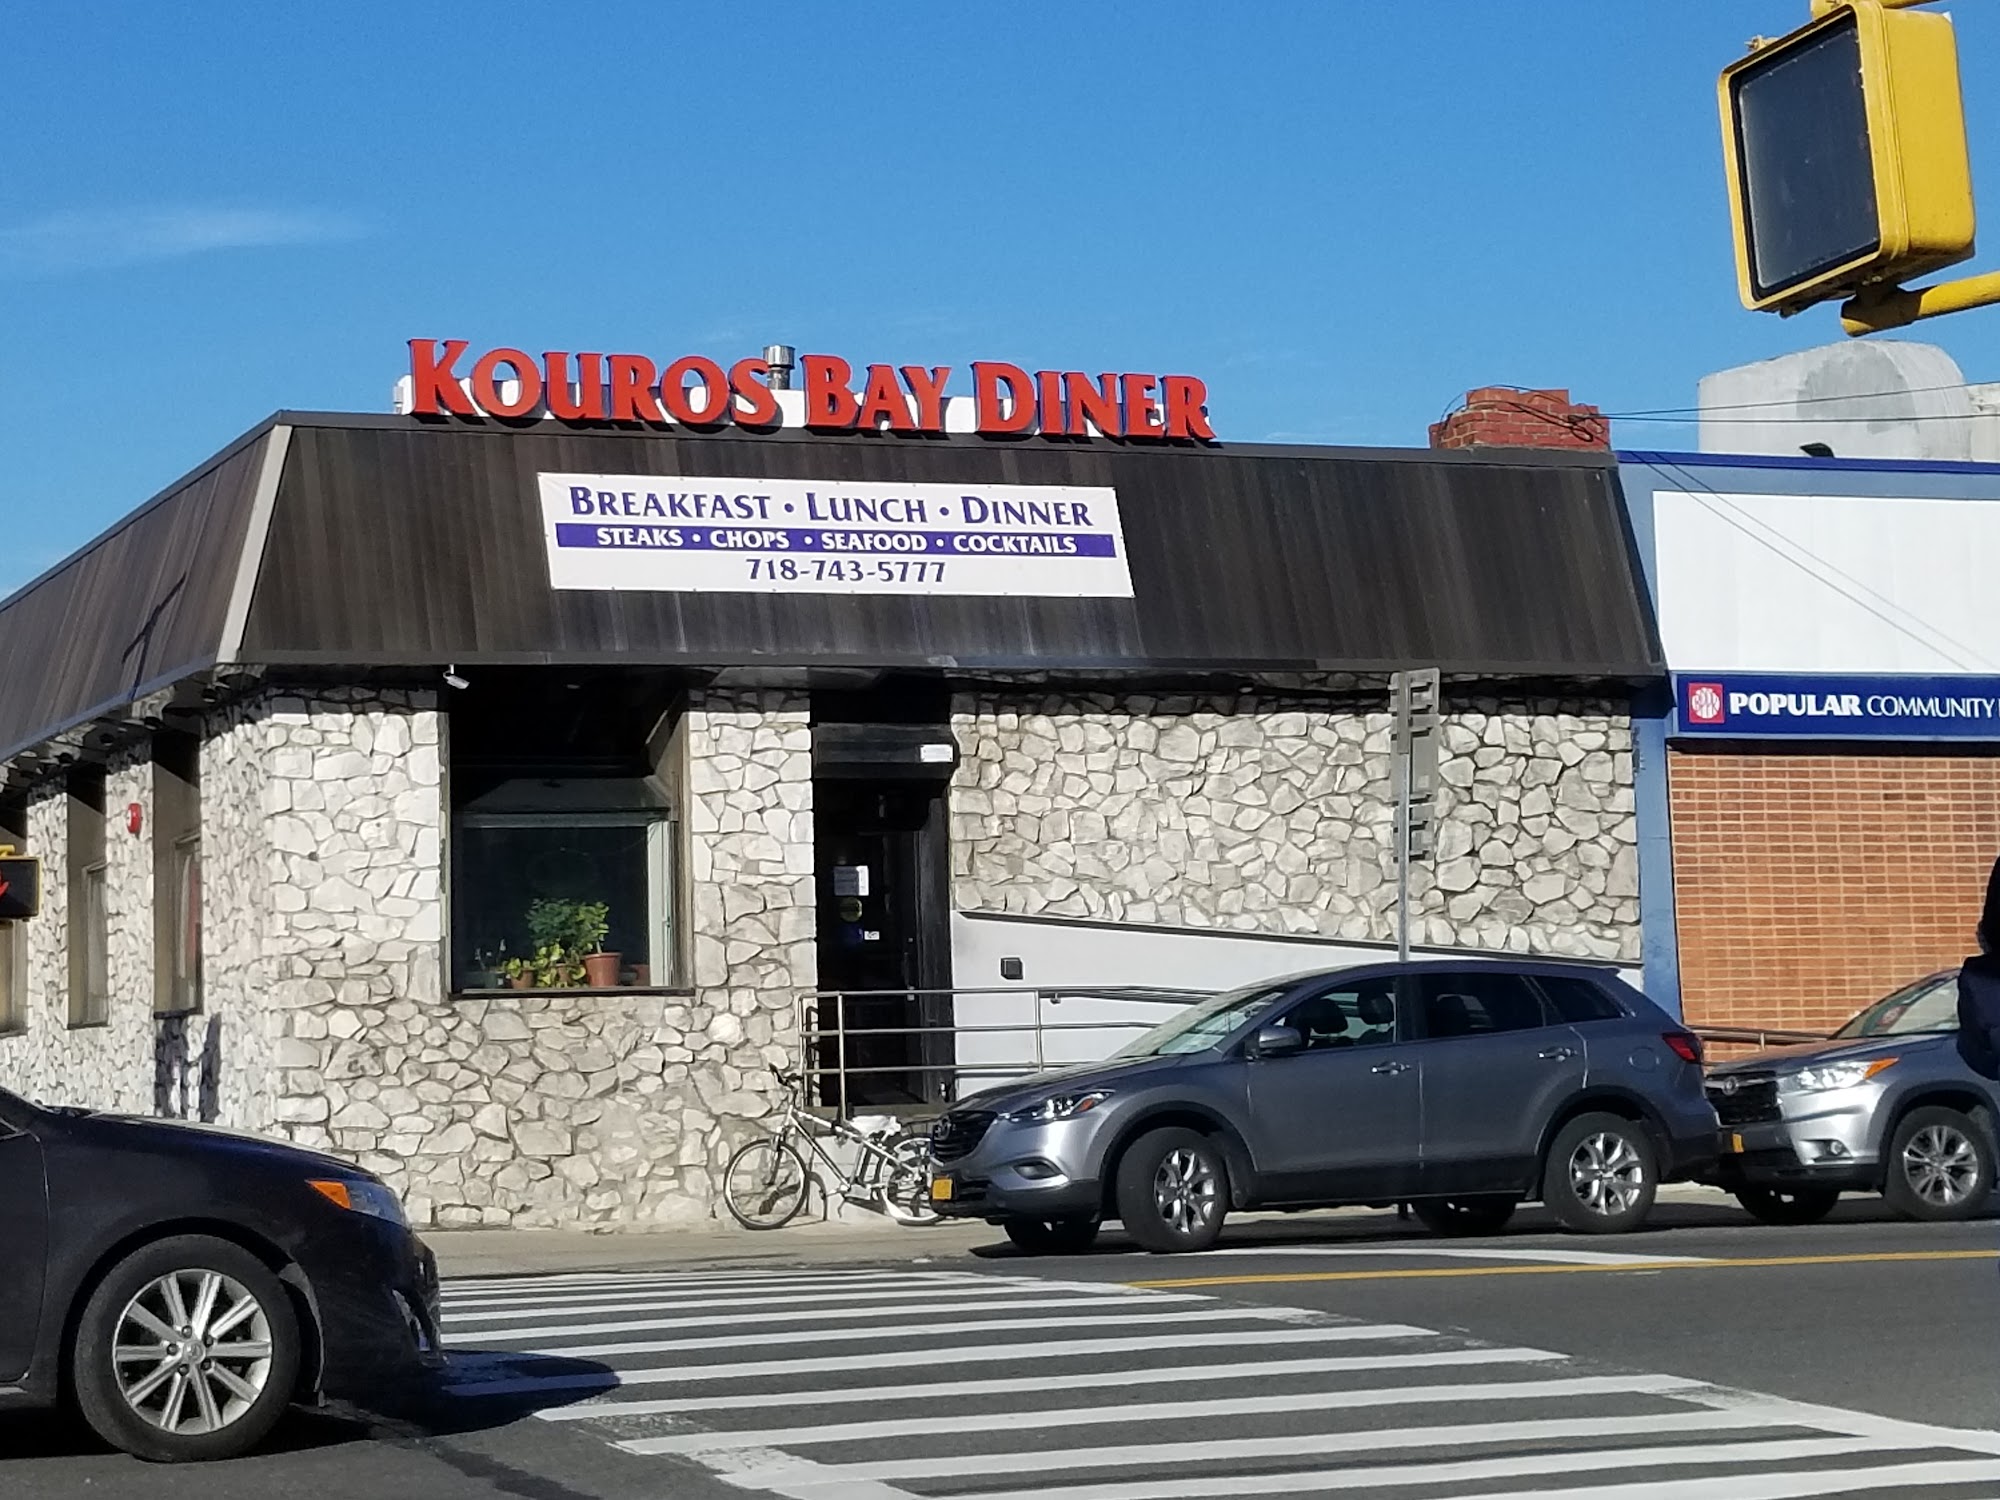 KOUROS BAY DINER
BREAKFAST • LUNCH • DINNER
STEAKS • CHOPS • SEAFOOD • COCKTAILS
718-743-5777
POPULAR COMMUNITY